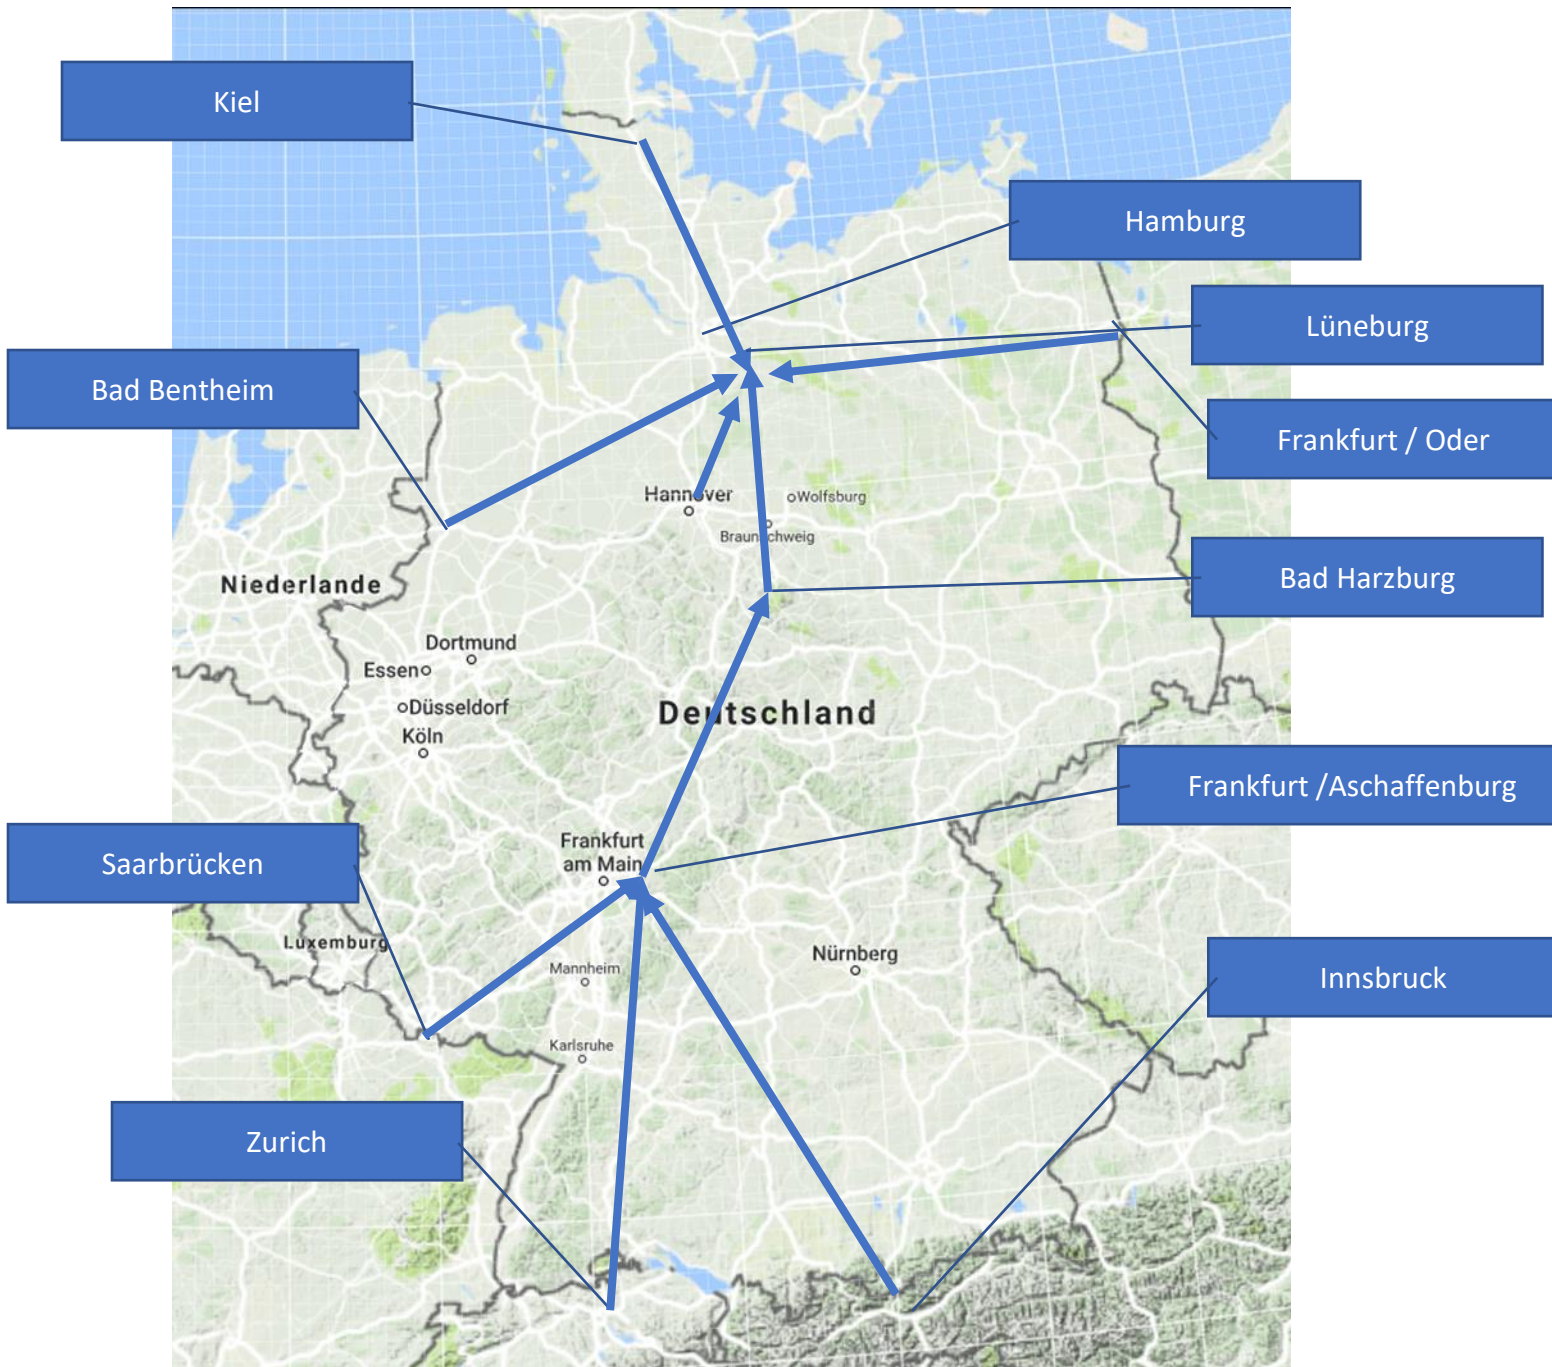 Kiel
Hamburg
Lüneburg
Bad Bentheim
Frankfurt / Oder
Hannover
Wolfsburg
Braunschweig
Bad Harzburg
Niederlande
Dortmund
Essen
Düsseldorf
Deutschland
Köln
Frankfurt /Aschaffenburg
Frankfurt
am Main
Saarbrücken
Luxemburg
Nürnberg
Mannheim
Innsbruck
Karlsruhe
Zurich